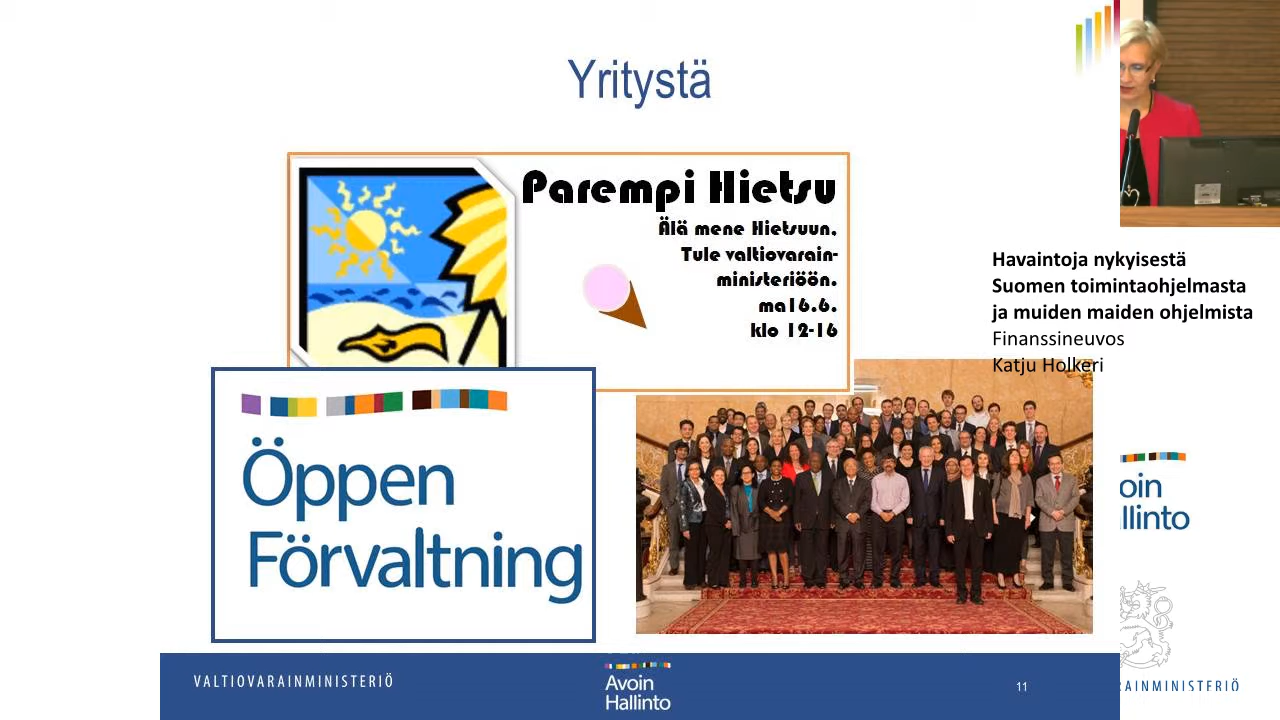 Yritystä
Parempi Hietsu
Älä mene Hietsuun,
Tule valtiovarain-
ministeriöön.
ma16.6.
klo 12-16
Havaintoja nykyisestä
Suomen toimintaohjelmasta
ja muiden maiden ohjelmista
Finanssineuvos
Katju Holkeri
Öppen
Förvaltning
oin
llinto
VALTIOVARAINMINISTERIÖ
Avoin
Hallinto
11
RAINMINISTERIÖ